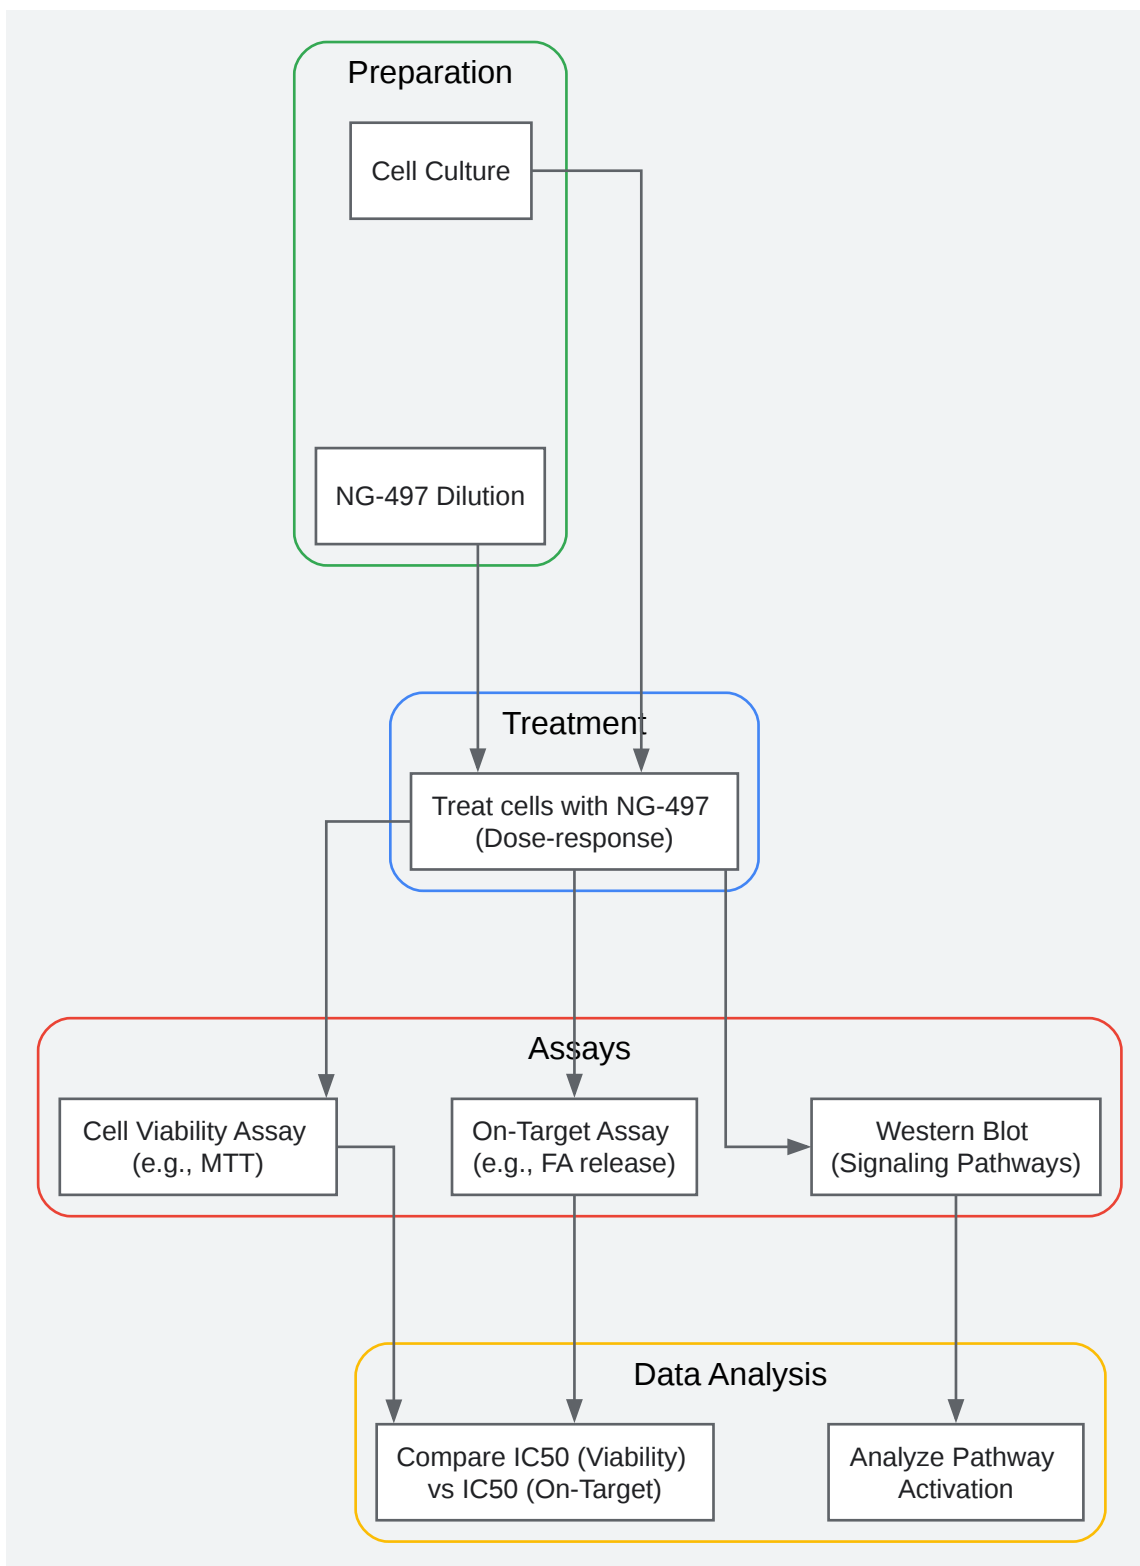 Preparation
Cell Culture
NG-497 Dilution
Treatment
Treat cells with NG-497
(Dose-response)
Assays
Cell Viability Assay
(e.g., MTT)
On-Target Assay
(e.g., FA release)
Western Blot
(Signaling Pathways)
Data Analysis
Compare IC50 (Viability)
vs IC50 (On-Target)
Analyze Pathway
Activation